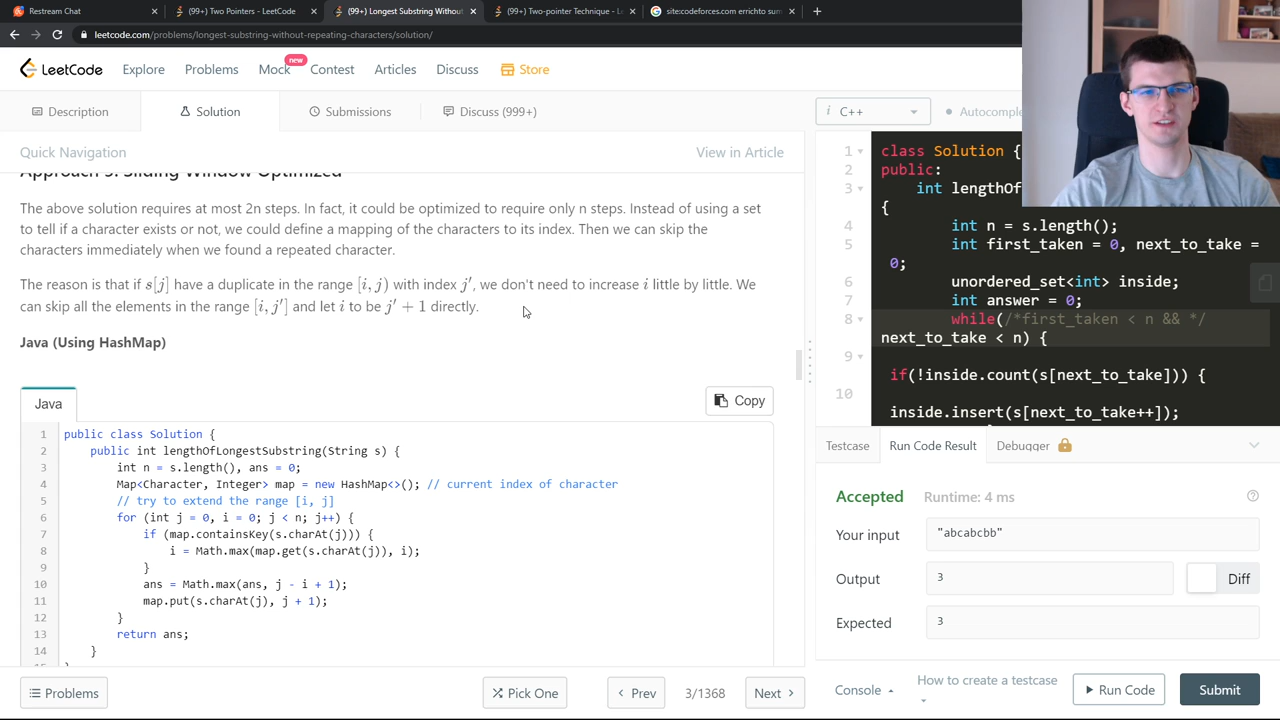 Restream Chat
(99+) Two Pointers - LeetCode
(99+) Longest Substring Withou
(99+) Two-pointer Technique - Le
site:codeforces.com errichto sum
leetcode.com/problems/longest-substring-without-repeating-characters/solution/
LeetCode
Explore
Problems
Mock
new
Contest
Articles
Discuss
Store
Description
Solution
Submissions
Discuss (999+)
i C++
Autocomple
Quick Navigation
View in Article
Sliding Window Optimized
The above solution requires at most 2n steps. In fact, it could be optimized to require only n steps. Instead of using a set
to tell if a character exists or not, we could define a mapping of the characters to its index. Then we can skip the
characters immediately when we found a repeated character.
The reason is that if s[j] have a duplicate in the range [i, j) with index j′, we don't need to increase i little by little. We
can skip all the elements in the range [i, j′] and let i to be j′ + 1 directly.
Java (Using HashMap)
Java
Copy
1 public class Solution {
2 public int lengthOfLongestSubstring(String s) {
3 int n = s.length(), ans = 0;
4 Map<Character, Integer> map = new HashMap<>(); // current index of character
5 // try to extend the range [i, j]
6 for (int j = 0, i = 0; j < n; j++) {
7 if (map.containsKey(s.charAt(j))) {
8 i = Math.max(map.get(s.charAt(j)), i);
9 }
10 ans = Math.max(ans, j - i + 1);
11 map.put(s.charAt(j), j + 1);
12 }
13 return ans;
14 }
1 class Solution {
2 public:
3 int lengthOf
{
4 int n = s.length();
5 int first_taken = 0, next_to_take =
0;
6 unordered_set<int> inside;
7 int answer = 0;
8 while(/*first_taken < n && */
next_to_take < n) {
9
if(!inside.count(s[next_to_take])) {
10
inside.insert(s[next_to_take++]);
Testcase
Run Code Result
Debugger
Accepted
Runtime: 4 ms
Your input
"abcabcbb"
Output
3
Diff
Expected
3
Problems
Pick One
Prev
3/1368
Next
Console
How to create a testcase
Run Code
Submit